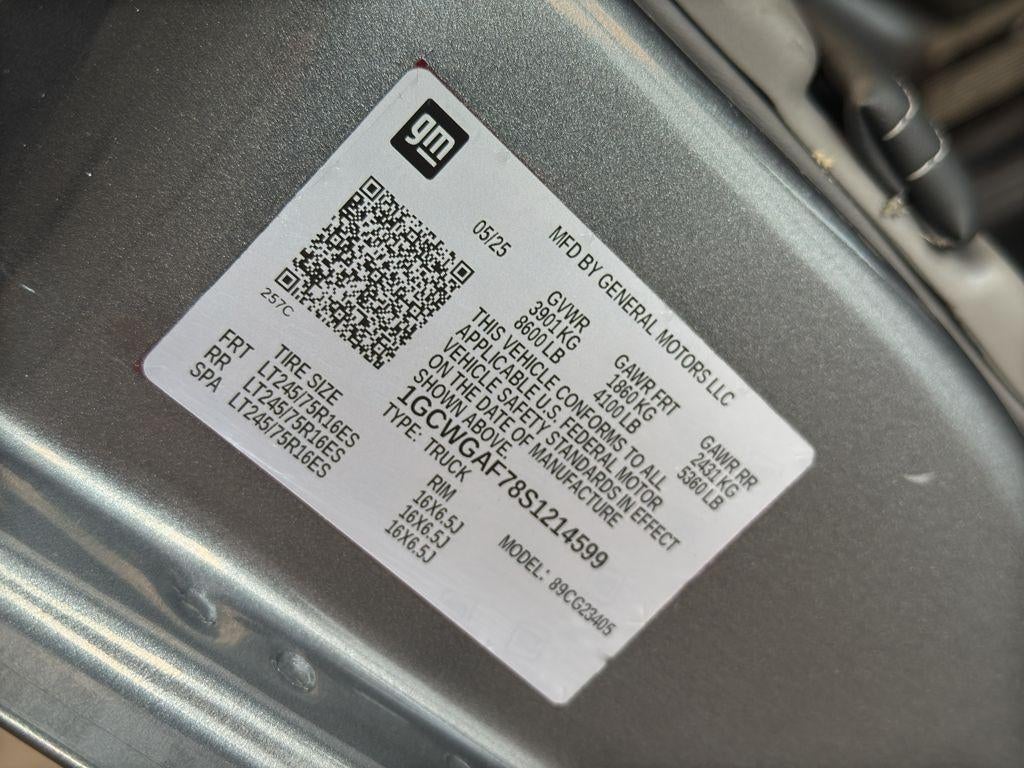 gm
05/25
MFD BY GENERAL MOTORS LLC
GVWR GAWR FRT GAWR RR
3901 KG 1860 KG 2431 KG
8600 LB 4100 LB 5360 LB
THIS VEHICLE CONFORMS TO ALL
APPLICABLE U.S. FEDERAL MOTOR
VEHICLE SAFETY STANDARDS IN EFFECT
ON THE DATE OF MANUFACTURE
SHOWN ABOVE.
1GCWGAF78S1214599
TYPE: TRUCK MODEL: 89CG23405
257C
TIRE SIZE RIM
FRT LT245/75R16ES 16X6.5J
RR LT245/75R16ES 16X6.5J
SPA LT245/75R16ES 16X6.5J